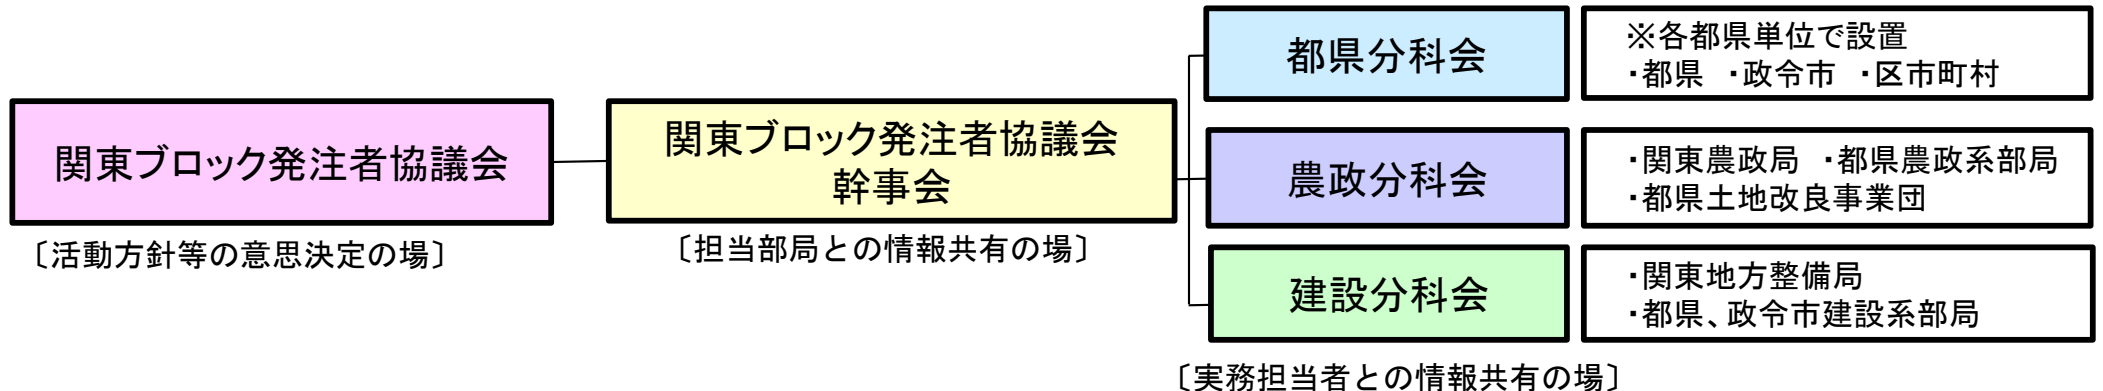 関東ブロック発注者協議会
〔活動方針等の意思決定の場〕
関東ブロック発注者協議会
幹事会
〔担当部局との情報共有の場〕
都県分科会
※各都県単位で設置
・都県 ・政令市 ・区市町村
農政分科会
・関東農政局 ・都県農政系部局
・都県土地改良事業団
建設分科会
・関東地方整備局
・都県、政令市建設系部局
〔実務担当者との情報共有の場〕